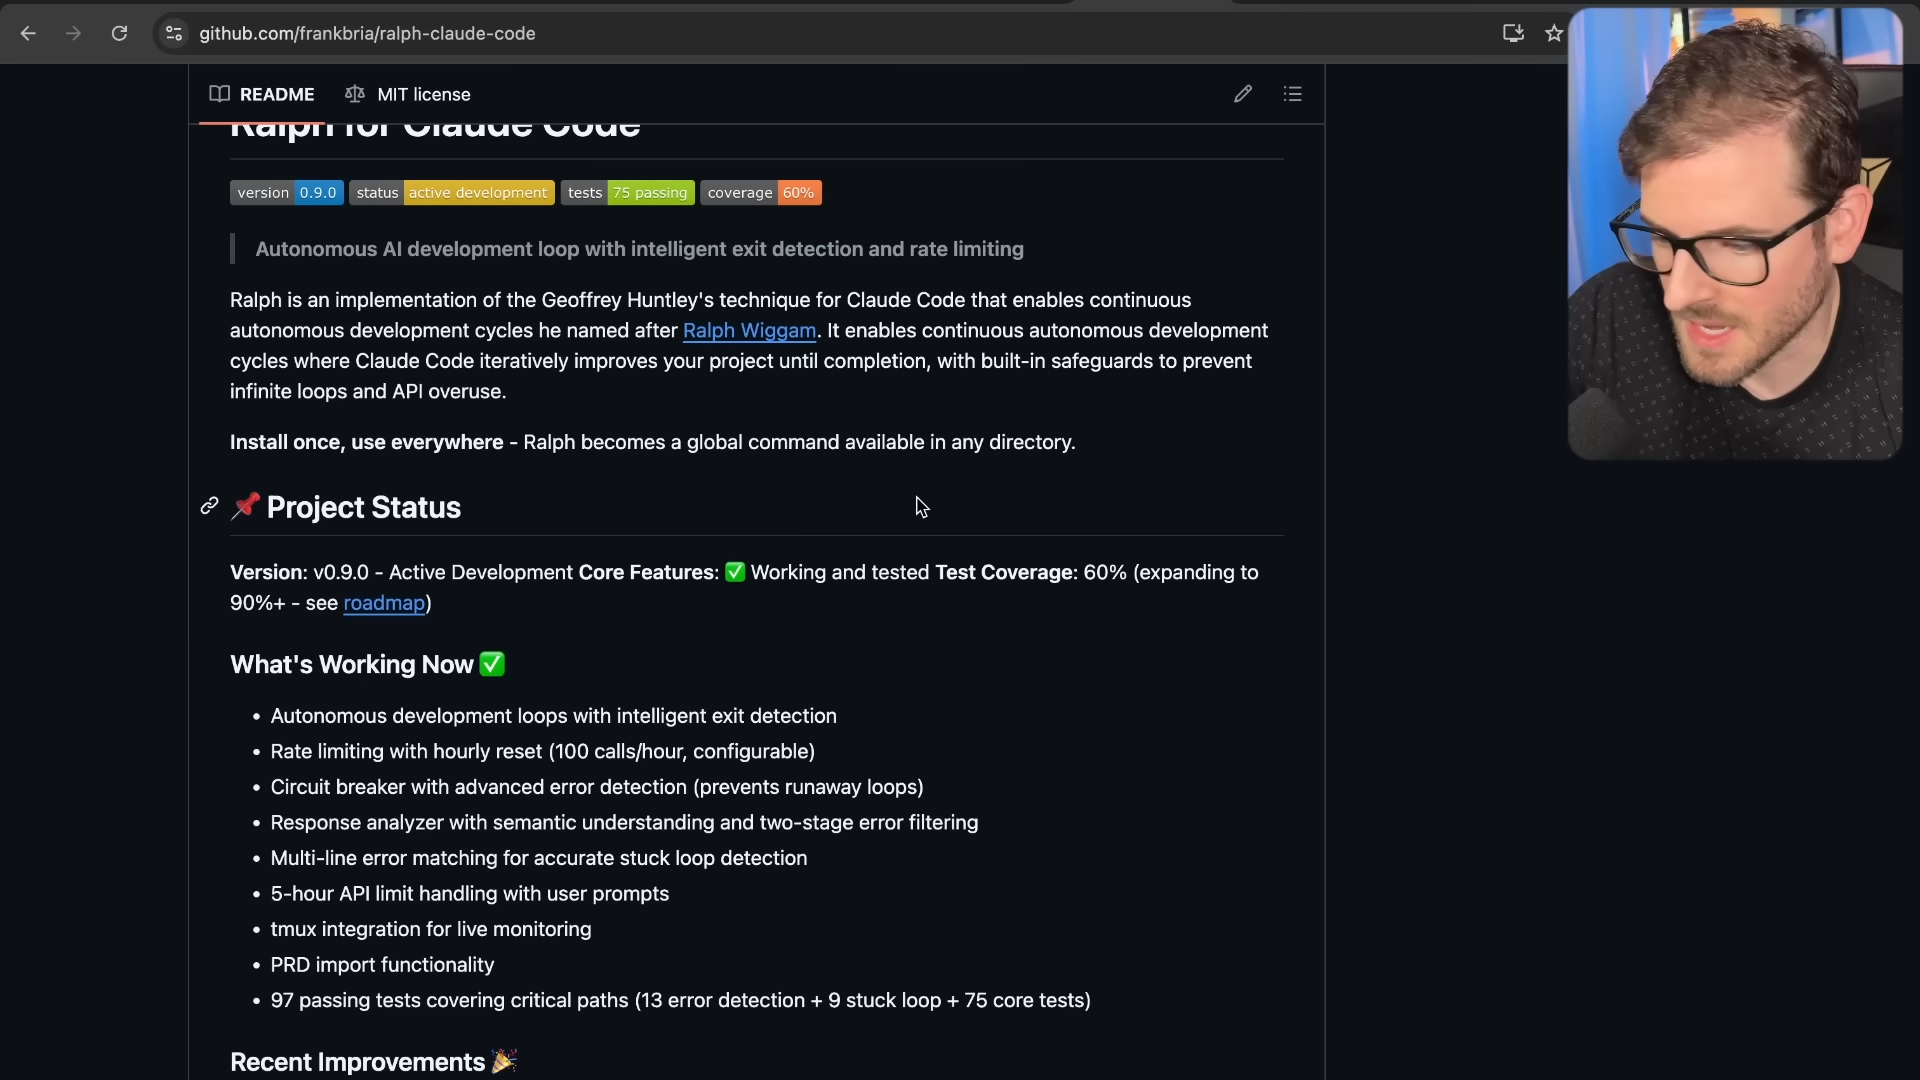 github.com/frankbria/ralph-claude-code
README MIT license
Ralph for Claude Code
version 0.9.0 status active development tests 75 passing coverage 60%
Autonomous AI development loop with intelligent exit detection and rate limiting
Ralph is an implementation of the Geoffrey Huntley's technique for Claude Code that enables continuous
autonomous development cycles he named after Ralph Wiggam. It enables continuous autonomous development
cycles where Claude Code iteratively improves your project until completion, with built-in safeguards to prevent
infinite loops and API overuse.
Install once, use everywhere - Ralph becomes a global command available in any directory.
📌 Project Status
Version: v0.9.0 - Active Development Core Features: ✅ Working and tested Test Coverage: 60% (expanding to
90%+ - see roadmap)
What's Working Now ✅
• Autonomous development loops with intelligent exit detection
• Rate limiting with hourly reset (100 calls/hour, configurable)
• Circuit breaker with advanced error detection (prevents runaway loops)
• Response analyzer with semantic understanding and two-stage error filtering
• Multi-line error matching for accurate stuck loop detection
• 5-hour API limit handling with user prompts
• tmux integration for live monitoring
• PRD import functionality
• 97 passing tests covering critical paths (13 error detection + 9 stuck loop + 75 core tests)
Recent Improvements 🎉